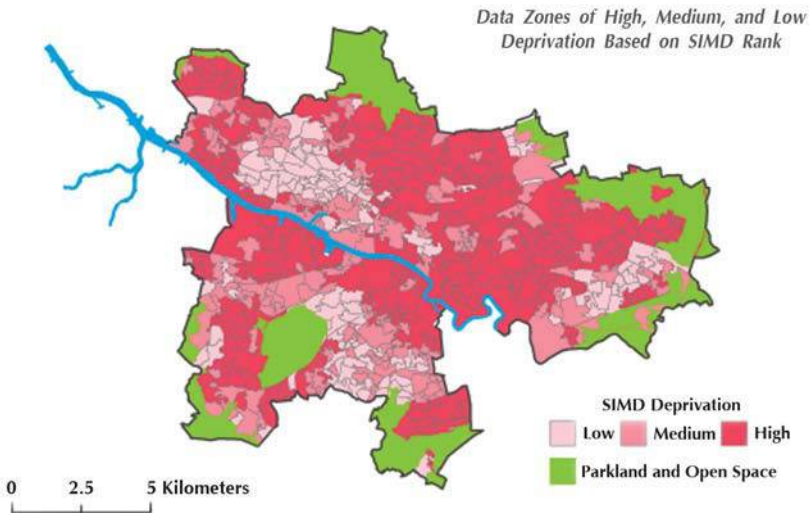 Data Zones of High, Medium, and Low
Deprivation Based on SIMD Rank
SIMD Deprivation
Low Medium High
Parkland and Open Space
0 2.5 5 Kilometers